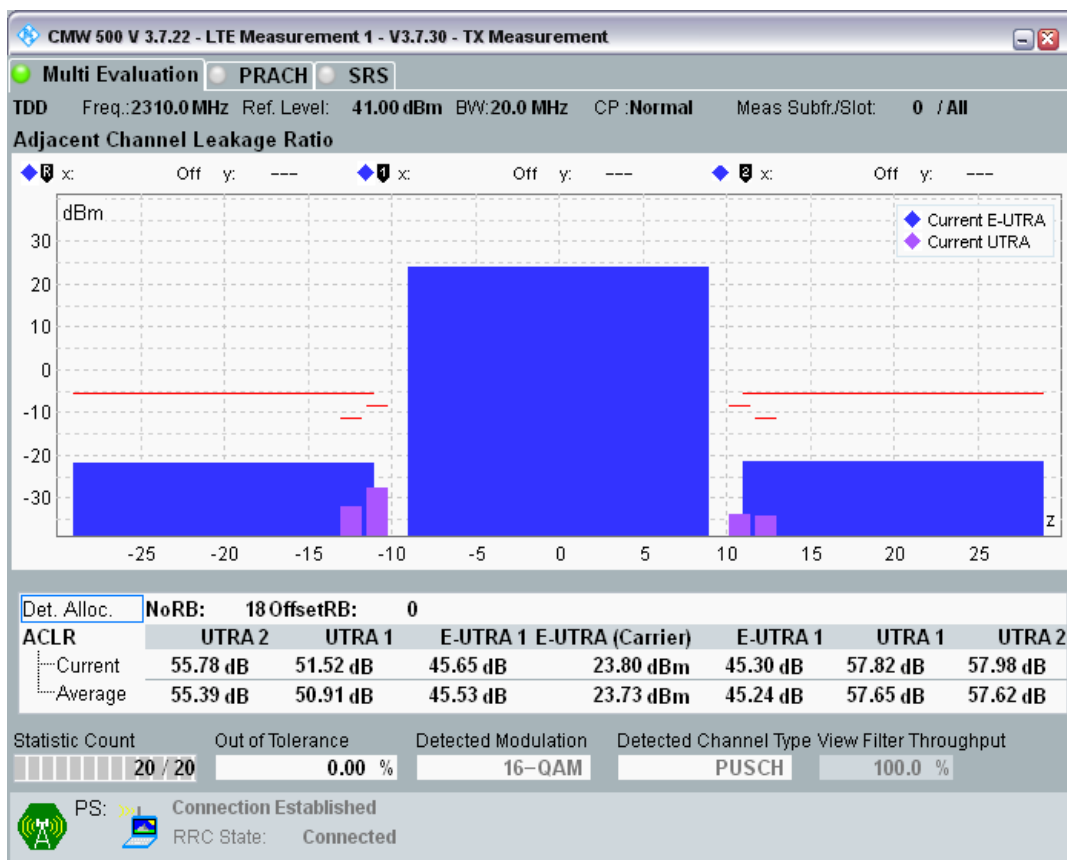 CMW 500 V 3.7.22 - LTE Measurement 1 - V3.7.30 - TX Measurement
Multi Evaluation PRACH SRS
TDD Freq.:2310.0 MHz Ref. Level: 41.00 dBm BW:20.0 MHz CP :Normal Meas Subfr./Slot: 0 / All
Adjacent Channel Leakage Ratio
R x: Off y: --- 1 x: Off y: --- 2 x: Off y: ---
dBm
Current E-UTRA
Current UTRA
30
20
10
0
-10
-20
-30
z
-25 -20 -15 -10 -5 0 5 10 15 20 25
Det. Alloc. NoRB: 18 OffsetRB: 0
ACLR UTRA 2 UTRA 1 E-UTRA 1 E-UTRA (Carrier) E-UTRA 1 UTRA 1 UTRA 2
Current 55.78 dB 51.52 dB 45.65 dB 23.80 dBm 45.30 dB 57.82 dB 57.98 dB
Average 55.39 dB 50.91 dB 45.53 dB 23.73 dBm 45.24 dB 57.65 dB 57.62 dB
Statistic Count Out of Tolerance Detected Modulation Detected Channel Type View Filter Throughput
20 / 20 0.00 % 16-QAM PUSCH 100.0 %
PS: Connection Established
RRC State: Connected